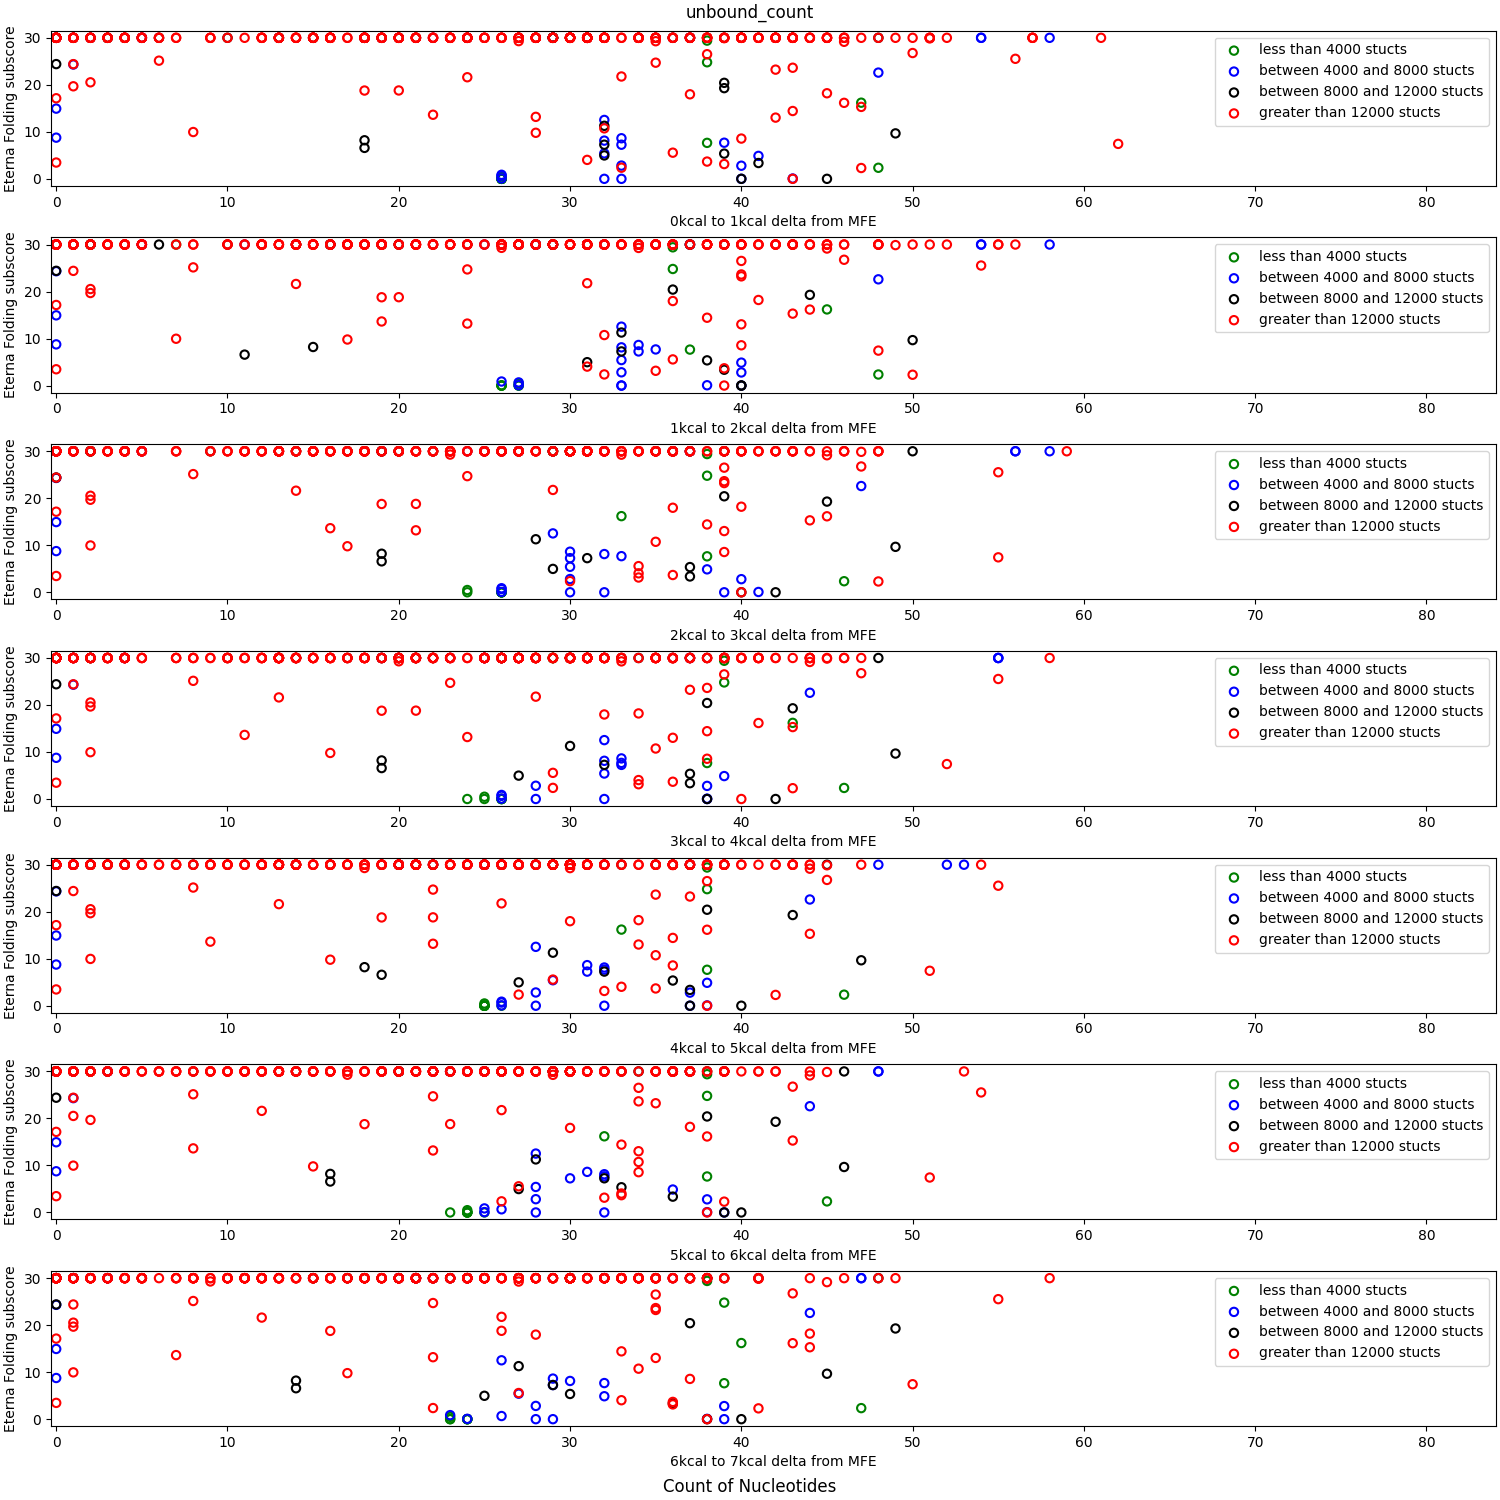 unbound_count
Eterna Folding subscore
30
20
10
0
less than 4000 stucts
between 4000 and 8000 stucts
between 8000 and 12000 stucts
greater than 12000 stucts
0 10 20 30 40 50 60 70 80
0kcal to 1kcal delta from MFE
Eterna Folding subscore
30
20
10
0
less than 4000 stucts
between 4000 and 8000 stucts
between 8000 and 12000 stucts
greater than 12000 stucts
0 10 20 30 40 50 60 70 80
1kcal to 2kcal delta from MFE
Eterna Folding subscore
30
20
10
0
less than 4000 stucts
between 4000 and 8000 stucts
between 8000 and 12000 stucts
greater than 12000 stucts
0 10 20 30 40 50 60 70 80
2kcal to 3kcal delta from MFE
Eterna Folding subscore
30
20
10
0
less than 4000 stucts
between 4000 and 8000 stucts
between 8000 and 12000 stucts
greater than 12000 stucts
0 10 20 30 40 50 60 70 80
3kcal to 4kcal delta from MFE
Eterna Folding subscore
30
20
10
0
less than 4000 stucts
between 4000 and 8000 stucts
between 8000 and 12000 stucts
greater than 12000 stucts
0 10 20 30 40 50 60 70 80
4kcal to 5kcal delta from MFE
Eterna Folding subscore
30
20
10
0
less than 4000 stucts
between 4000 and 8000 stucts
between 8000 and 12000 stucts
greater than 12000 stucts
0 10 20 30 40 50 60 70 80
5kcal to 6kcal delta from MFE
Eterna Folding subscore
30
20
10
0
less than 4000 stucts
between 4000 and 8000 stucts
between 8000 and 12000 stucts
greater than 12000 stucts
0 10 20 30 40 50 60 70 80
6kcal to 7kcal delta from MFE
Count of Nucleotides